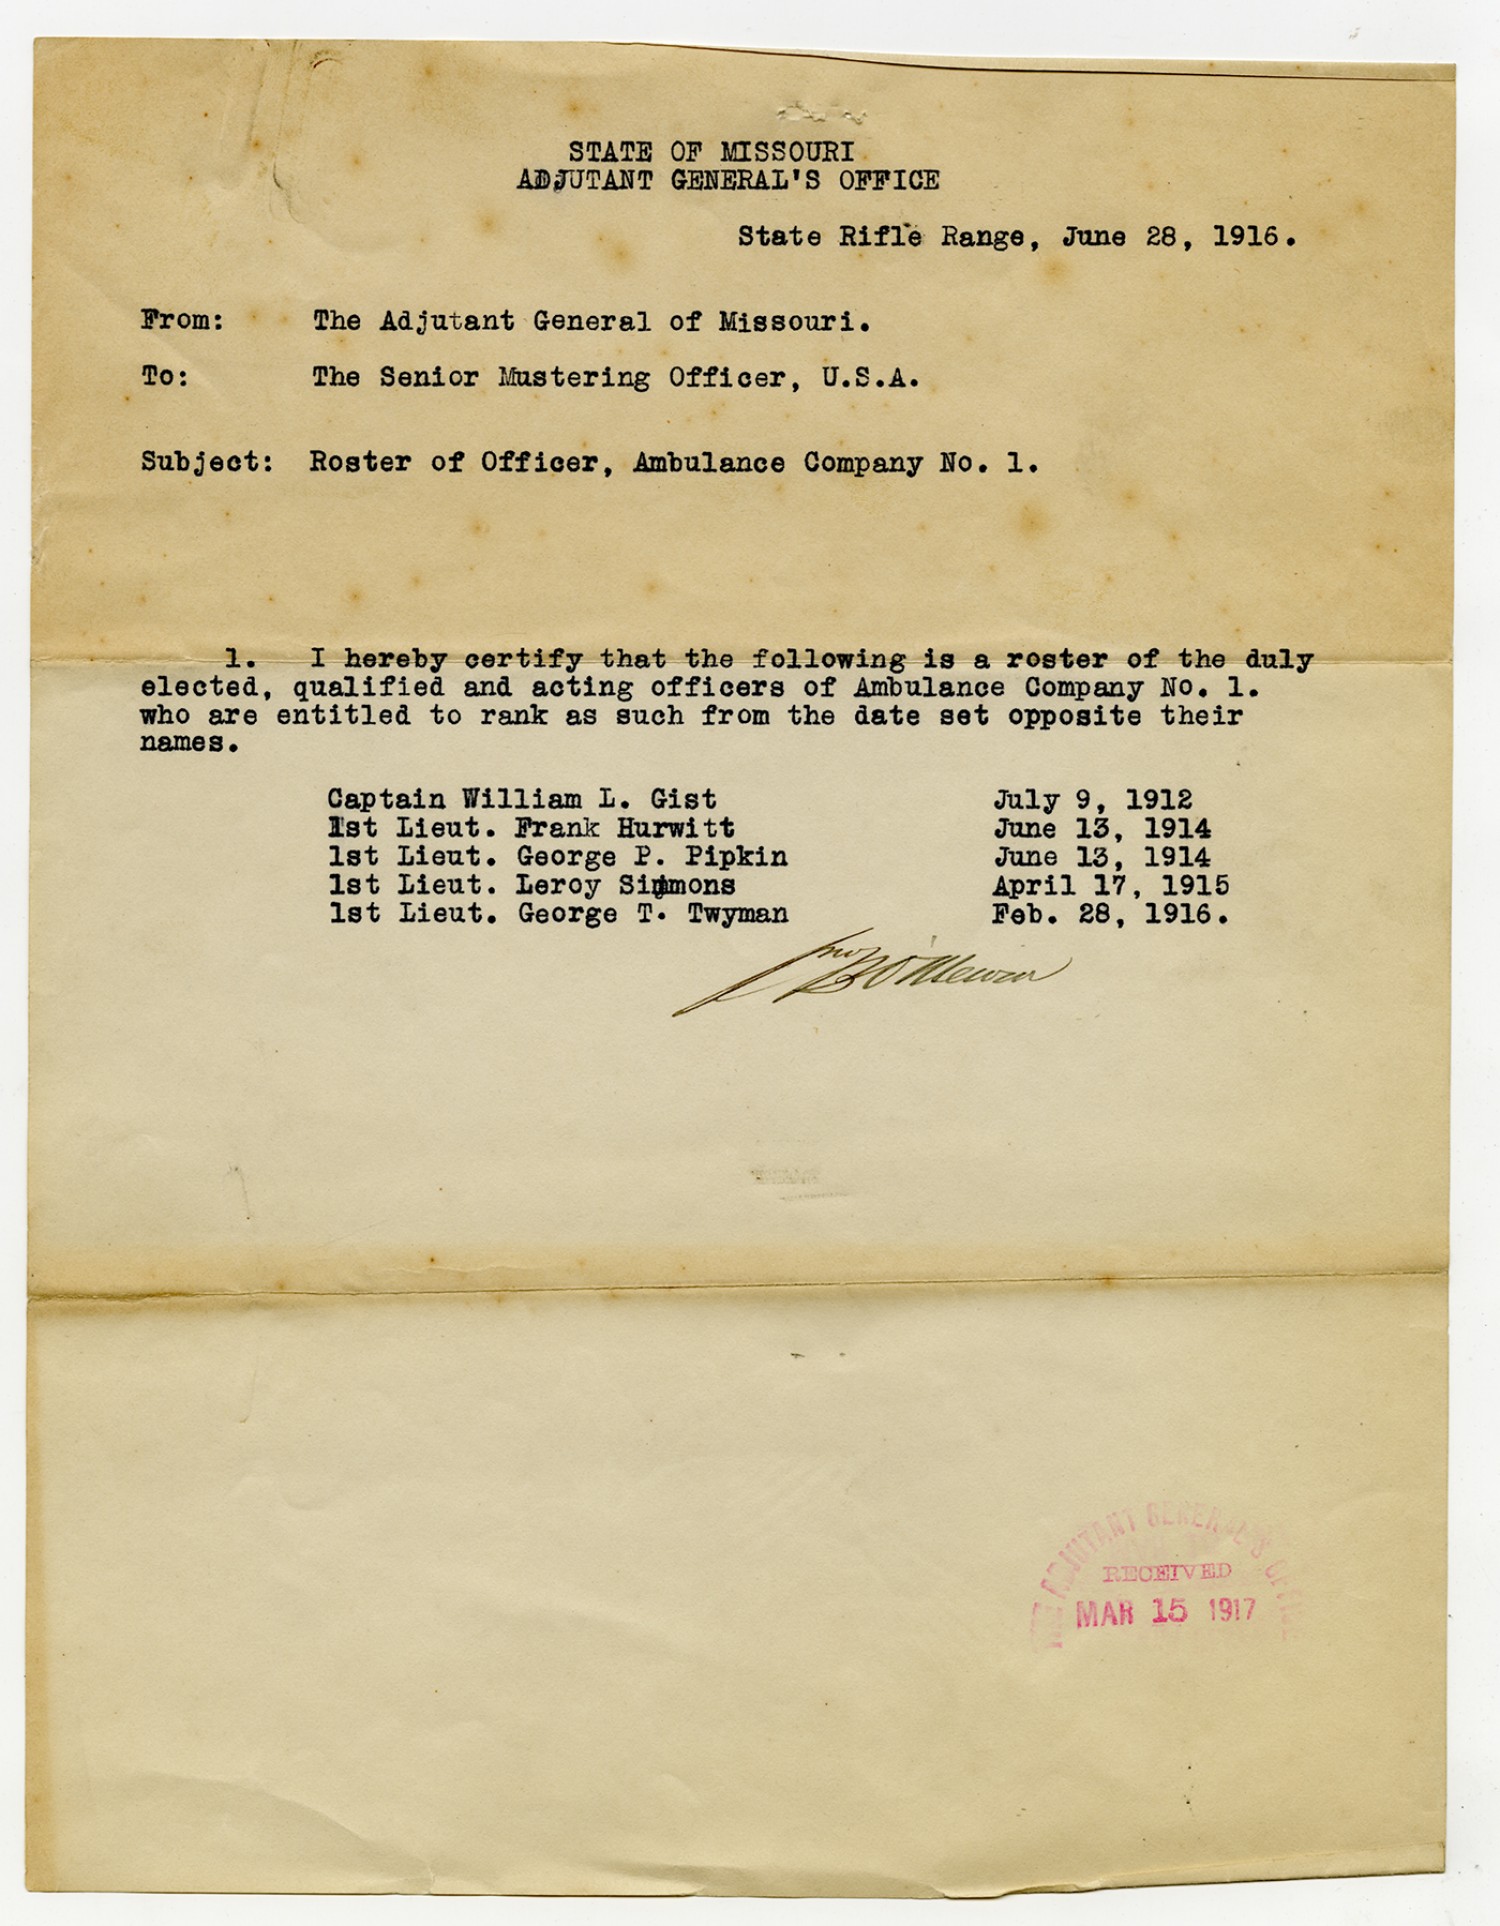 STATE OF MISSOURI
ADJUTANT GENERAL'S OFFICE
State Rifle Range, June 28, 1916.
From: The Adjutant General of Missouri.
To: The Senior Mustering Officer, U.S.A.
Subject: Roster of Officer, Ambulance Company No. 1.
1. I hereby certify that the following is a roster of the duly
elected, qualified and acting officers of Ambulance Company No. 1.
who are entitled to rank as such from the date set opposite their
names.
Captain William L. Gist July 9, 1912
1st Lieut. Frank Hurwitt June 13, 1914
1st Lieut. George P. Pipkin June 13, 1914
1st Lieut. Leroy Simmons April 17, 1915
1st Lieut. George T. Twyman Feb. 28, 1916.
ADJUTANT GENERAL'S OFFICE
RECEIVED
MAR 15 1917